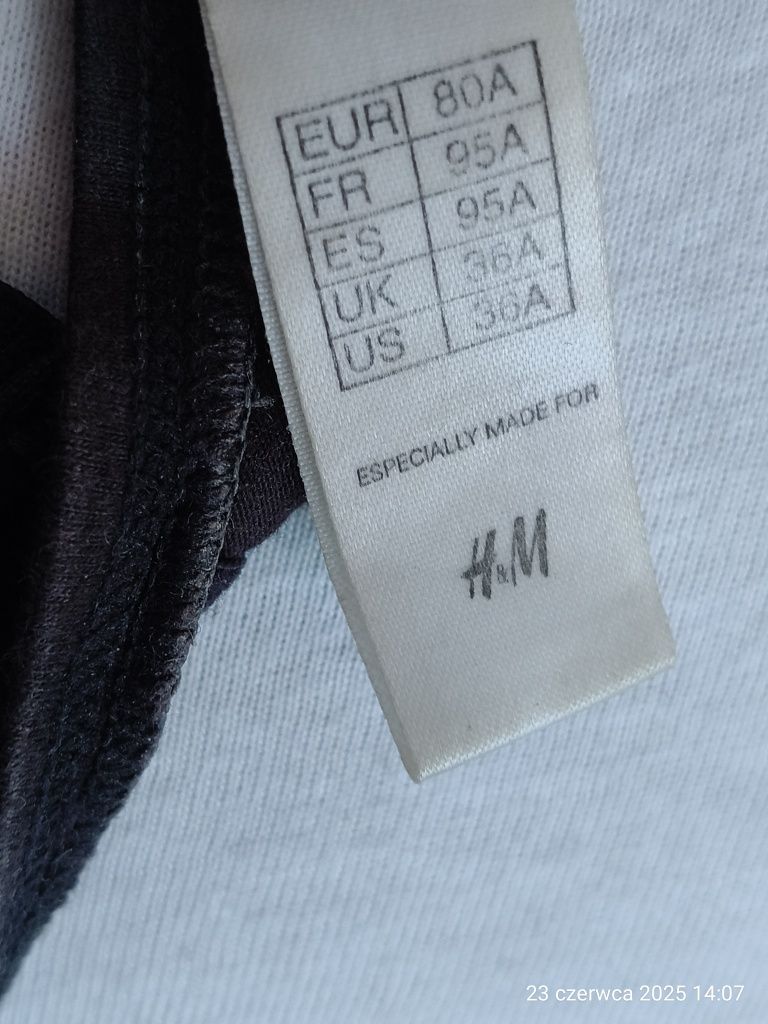 EUR 80A
FR 95A
ES 95A
UK 36A
US 36A
ESPECIALLY MADE FOR
H&M
23 czerwca 2025 14:07